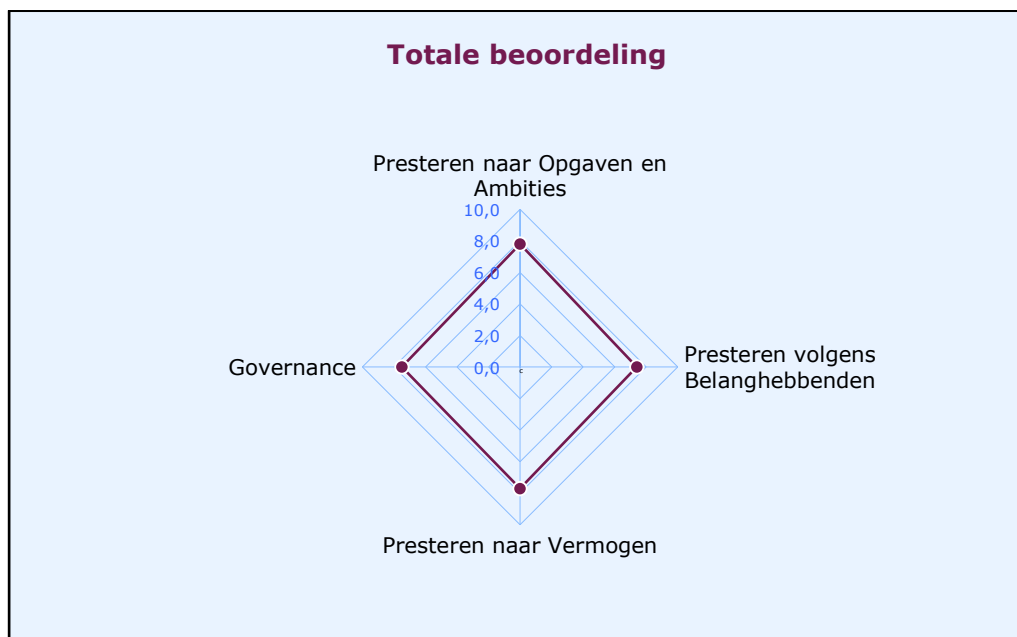 Totale beoordeling
Presteren naar Opgaven en
Ambities
10,0
8,0
6,0
4,0
2,0
0,0
c
Governance
Presteren volgens
Belanghebbenden
Presteren naar Vermogen